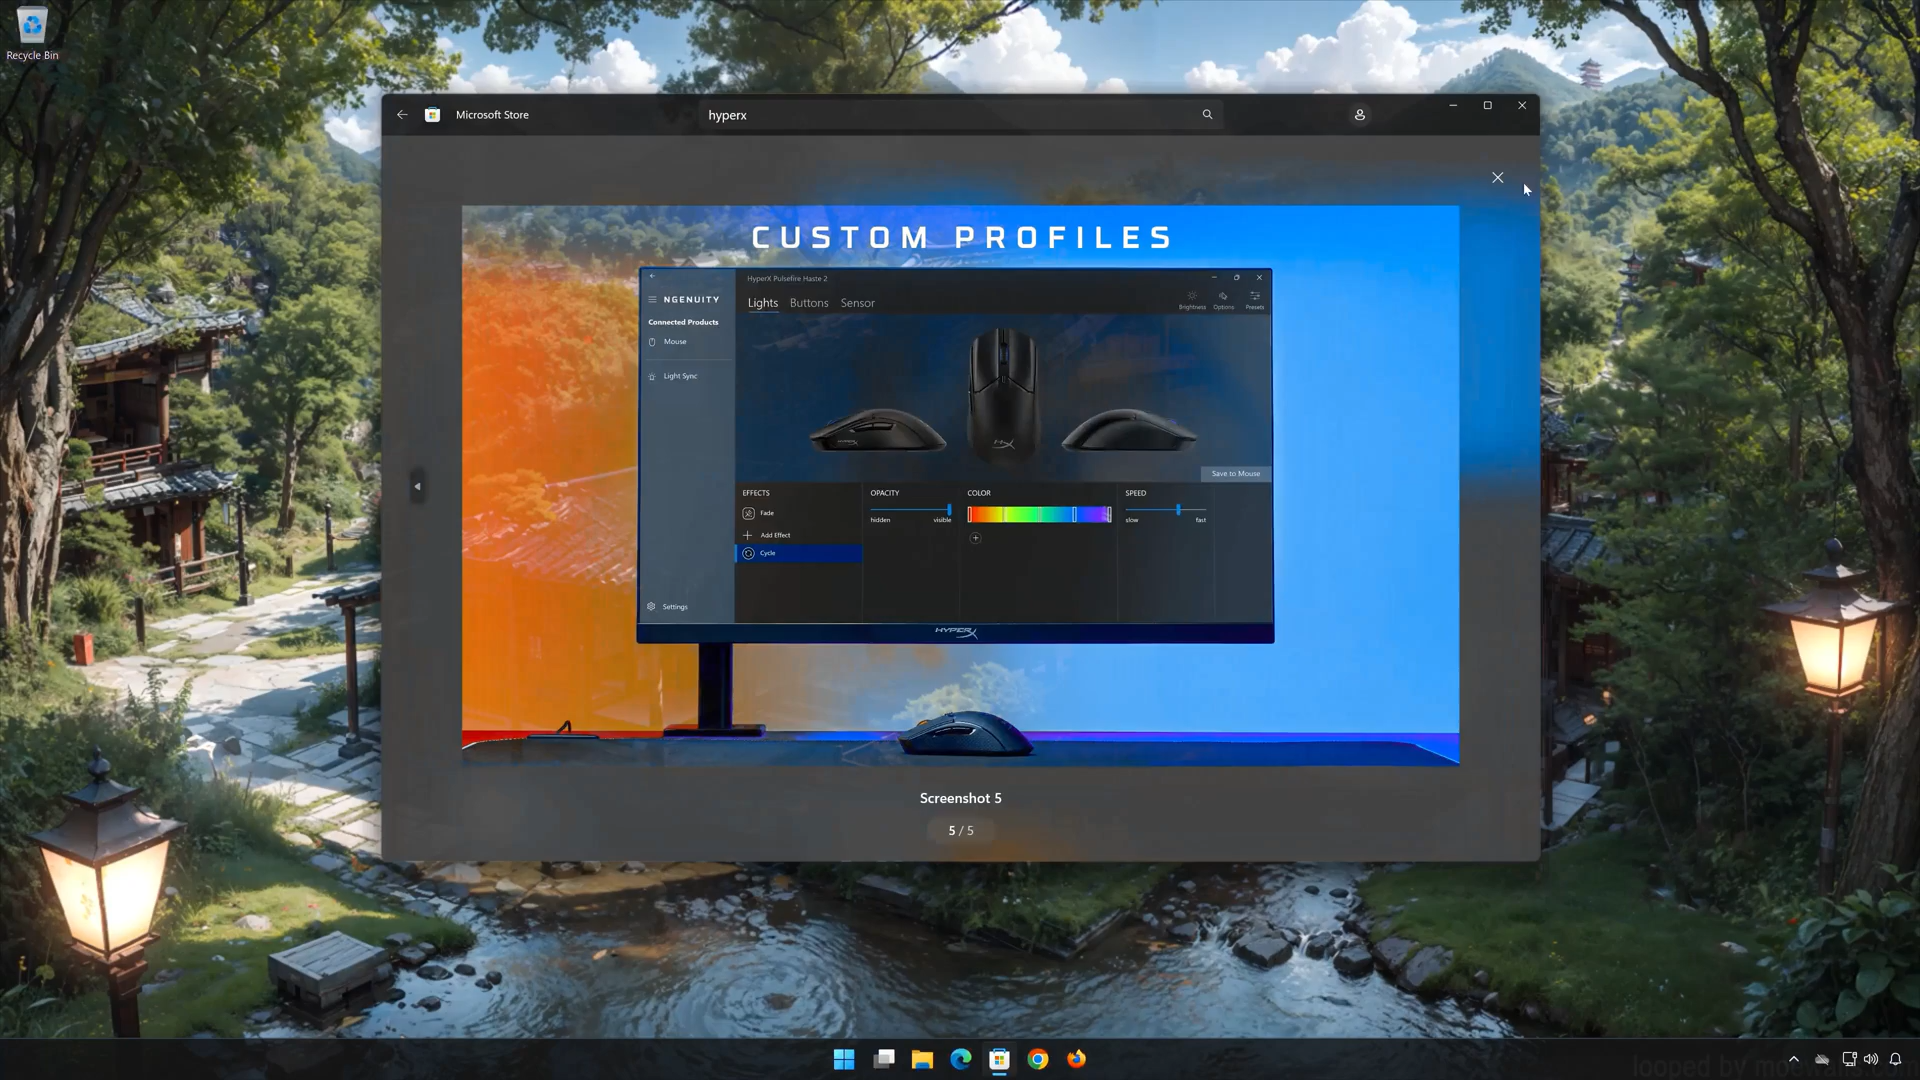 Recycle Bin
Microsoft Store
hyperx
CUSTOM PROFILES
HyperX Pulsefire Haste 2
NGENUITY
Lights Buttons Sensor
Brightness Options Presets
Connected Products
Mouse
Light Sync
Save to Mouse
EFFECTS OPACITY COLOR SPEED
Fade
hidden visible slow fast
Add Effect
Cycle
Settings
HYPERX
Screenshot 5
5 / 5